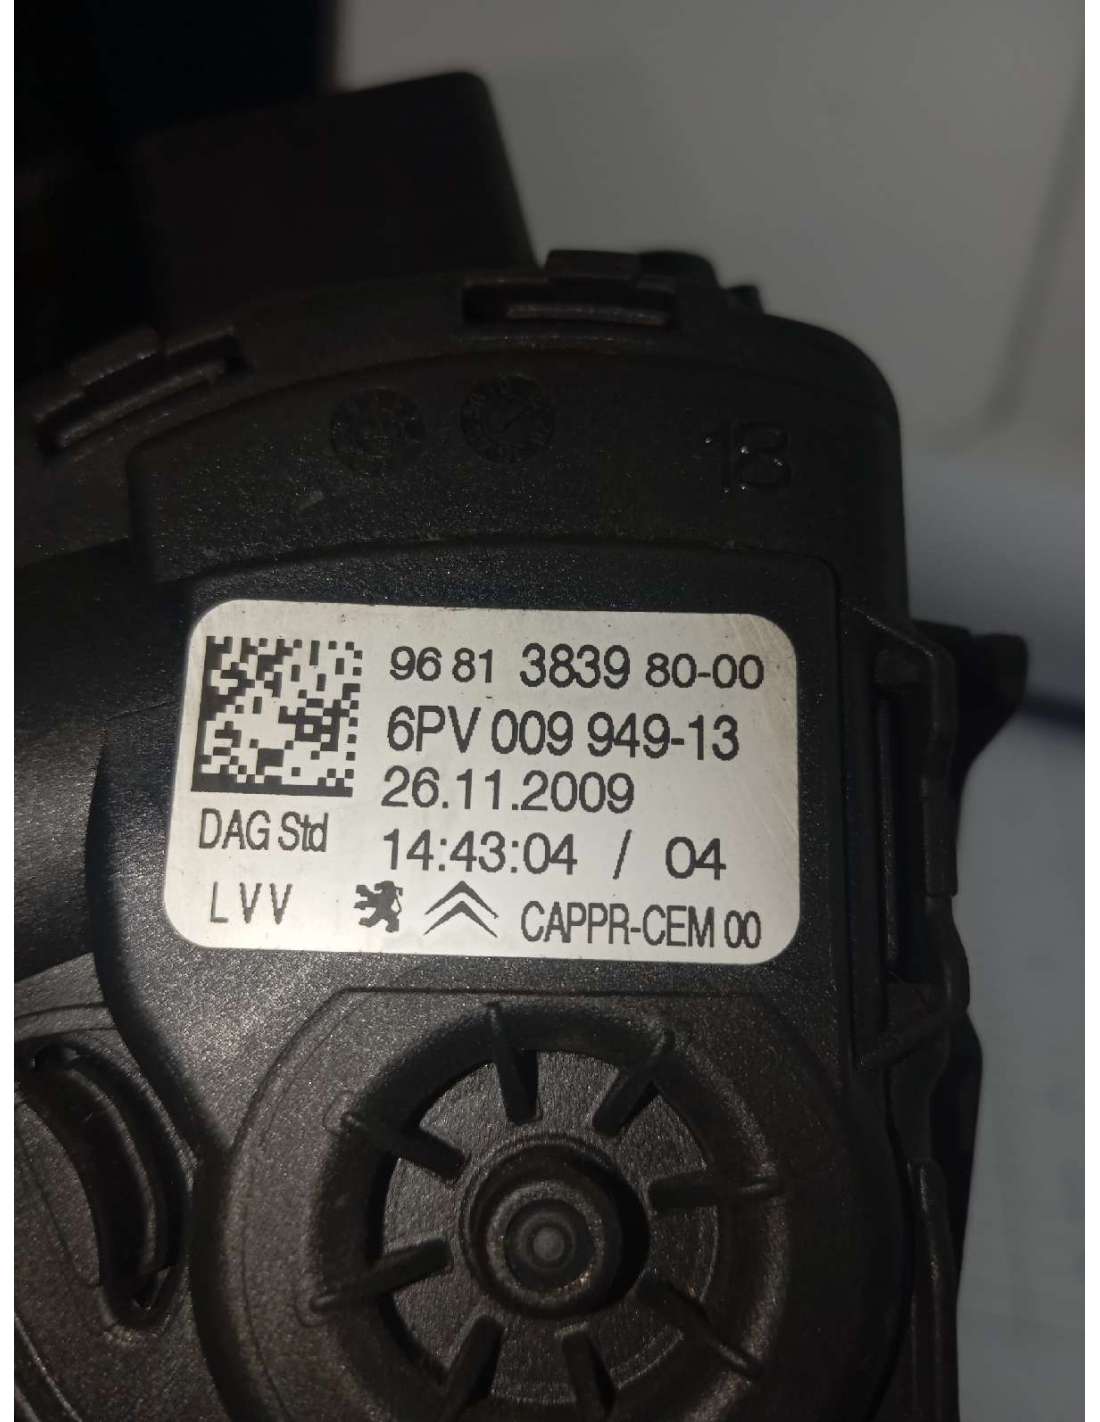 18
96 81 3839 80-00
6PV 009 949-13
26.11.2009
DAG Std
14:43:04 / 04
LVV
CAPPR-CEM 00